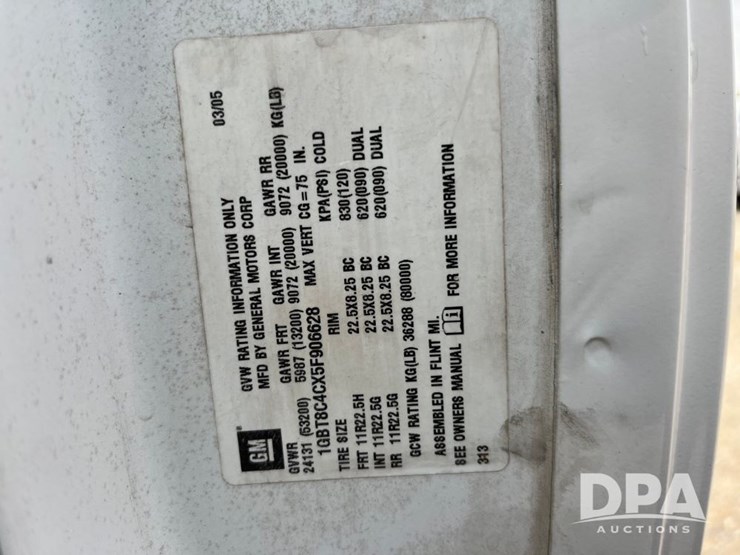 GM
GVW RATING INFORMATION ONLY
MFD BY GENERAL MOTORS CORP 03/05
GVWR GAWR FRT GAWR INT GAWR RR
24131 (53200) 5987 (13200) 9072 (20000) 9072 (20000) KG(LB)
1GBT8C4CX5F906628 MAX VERT CG=75 IN.
TIRE SIZE RIM KPA(PSI) COLD
FRT 11R22.5H 22.5X8.25 BC 830(120)
INT 11R22.5G 22.5X8.25 BC 620(090) DUAL
RR 11R22.5G 22.5X8.25 BC 620(090) DUAL
GCW RATING KG(LB) 36288 (80000)
ASSEMBLED IN FLINT MI.
SEE OWNERS MANUAL FOR MORE INFORMATION
313
DPA
AUCTIONS